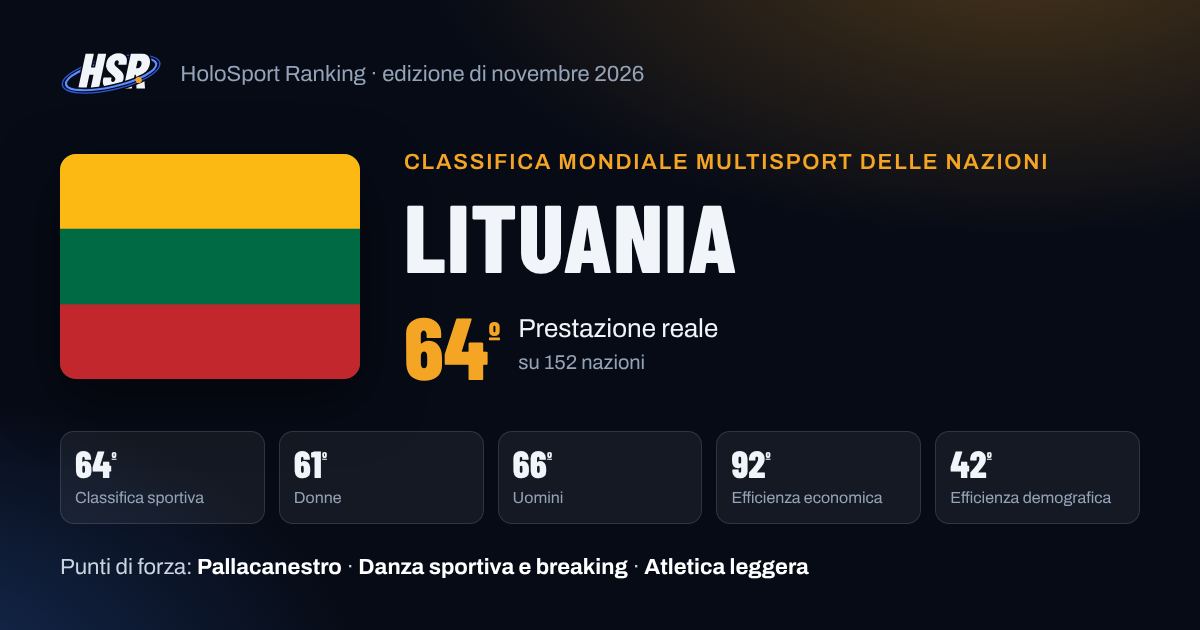 HSR HoloSport Ranking · edizione di novembre 2026
CLASSIFICA MONDIALE MULTISPORT DELLE NAZIONI
LITUANIA
64º Prestazione reale
su 152 nazioni
64º
Classifica sportiva
61º
Donne
66º
Uomini
92º
Efficienza economica
42º
Efficienza demografica
Punti di forza: Pallacanestro · Danza sportiva e breaking · Atletica leggera